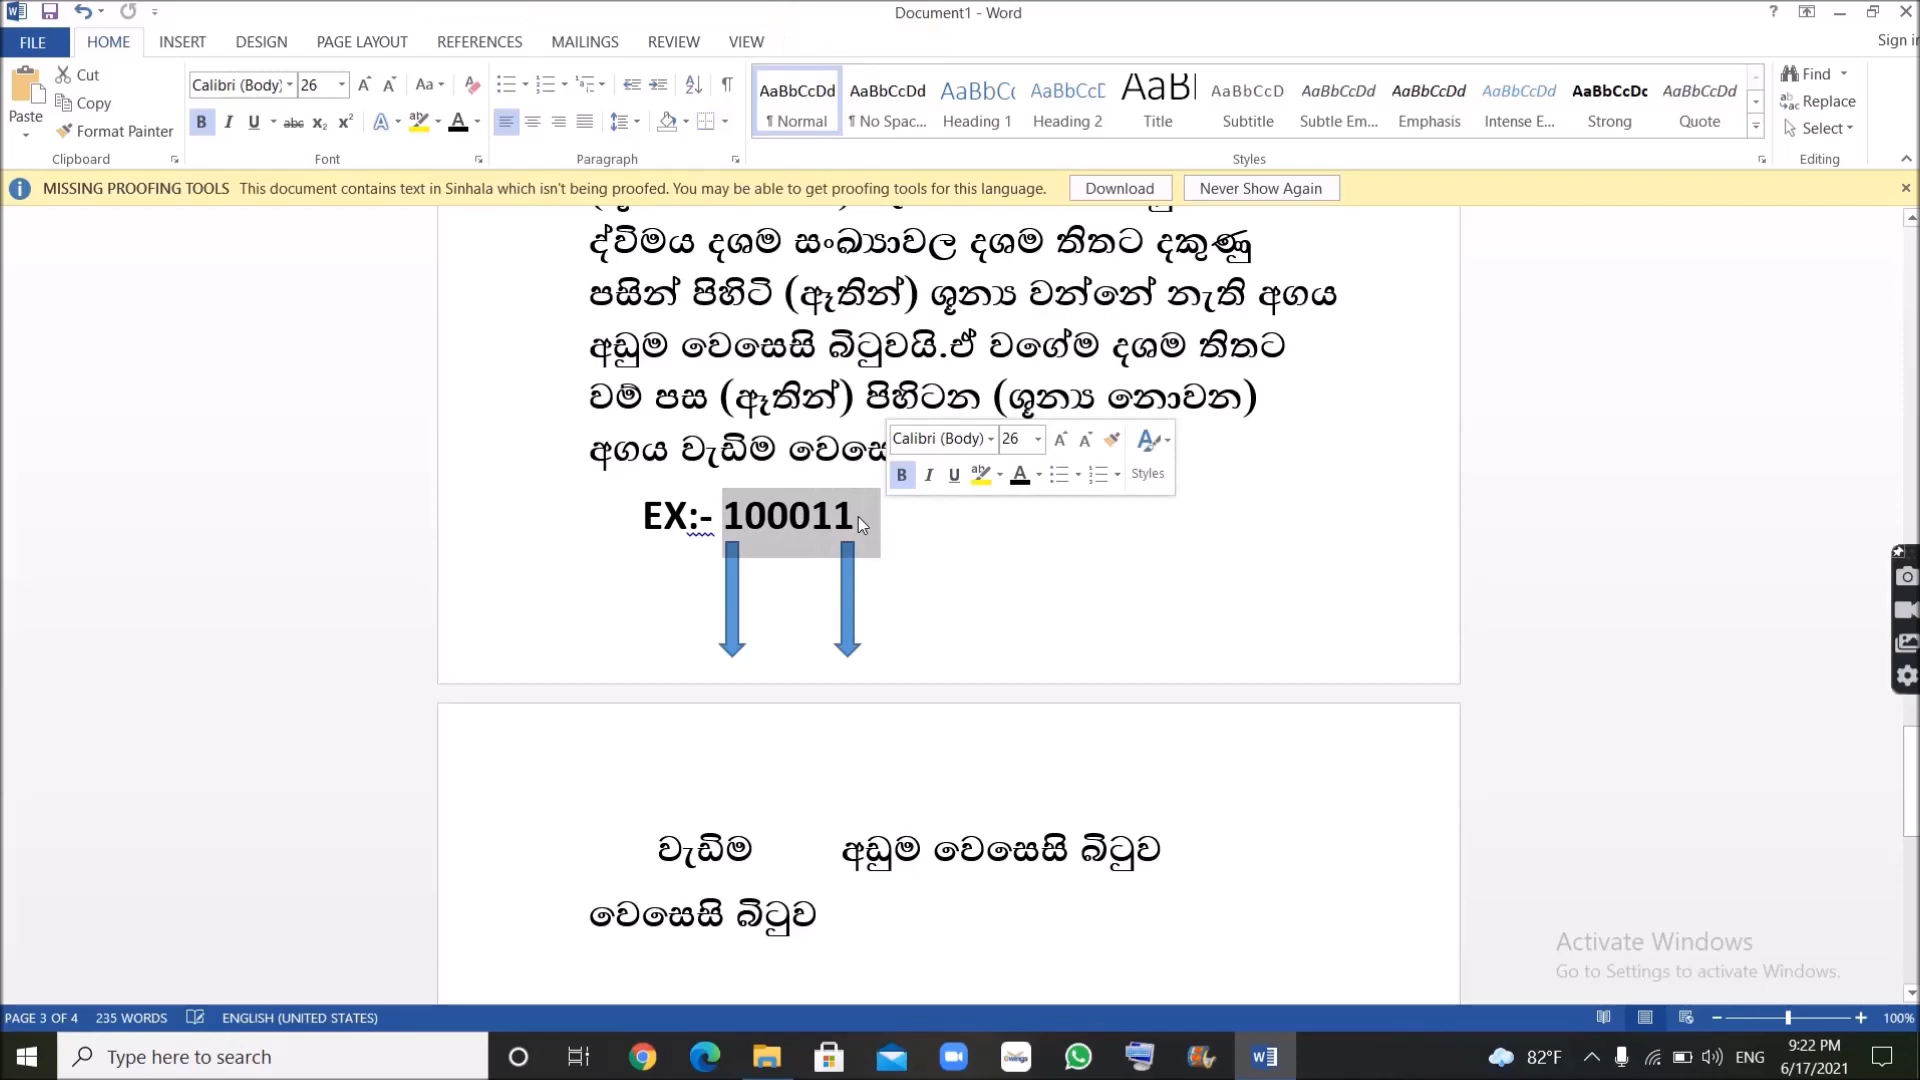 Document1 - Word
Sign in
FILE HOME INSERT DESIGN PAGE LAYOUT REFERENCES MAILINGS REVIEW VIEW
Paste
Cut
Copy
Format Painter
Clipboard
Calibri (Body) 26
Font
Paragraph
AaBbCcDd AaBbCcDd AaBbCc AaBbCcD AaBl AaBbCcD AaBbCcDd AaBbCcDd AaBbCcDd AaBbCcDc AaBbCcDd
¶ Normal ¶ No Spac... Heading 1 Heading 2 Title Subtitle Subtle Em... Emphasis Intense E... Strong Quote
Styles
Find
Replace
Select
Editing
MISSING PROOFING TOOLS This document contains text in Sinhala which isn't being proofed. You may be able to get proofing tools for this language. Download Never Show Again
ද්විමය දශම සංඛ්‍යාවල දශම තිතට දකුණු
පසින් පිහිටි (ඈතින්) ශූන්‍ය වන්නේ නැති අගය
අඩුම වෙසෙසි බිටුවයි.ඒ වගේම දශම තිතට
වම් පස (ඈතින්) පිහිටන (ශූන්‍ය නොවන)
අගය වැඩිම වෙසෙ
Calibri (Body) 26
Styles
EX:- 100011
වැඩිම අඩුම වෙසෙසි බිටුව
වෙසෙසි බිටුව
Activate Windows
Go to Settings to activate Windows.
PAGE 3 OF 4 235 WORDS ENGLISH (UNITED STATES) 100%
Type here to search
82°F ENG 9:22 PM
6/17/2021